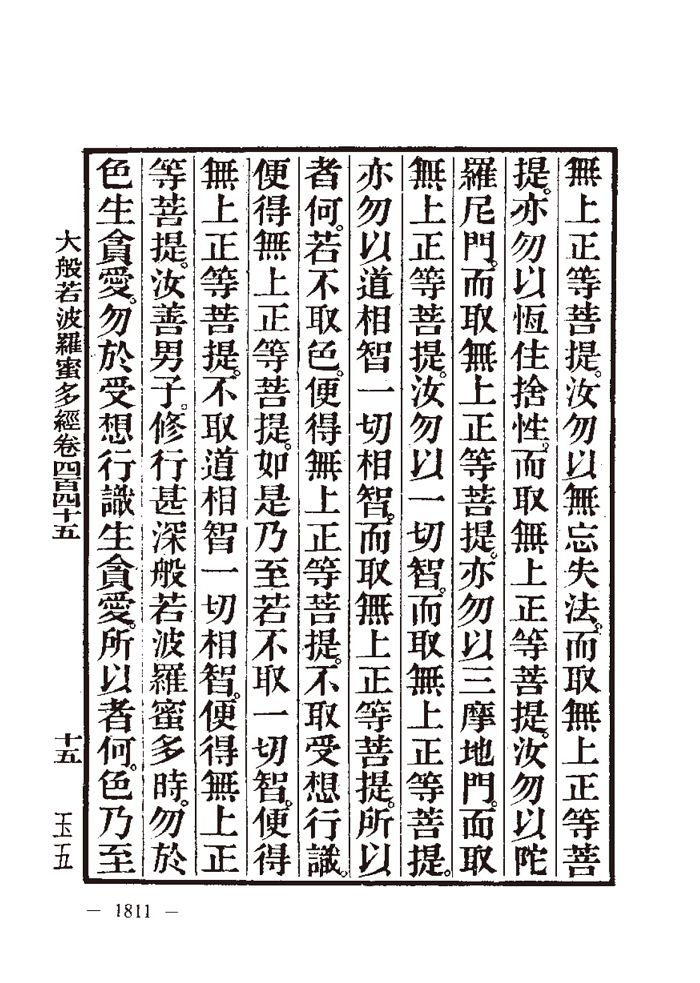 無上正等菩提。汝勿以無忘失法。而取無上正等菩
提。亦勿以恆住捨性。而取無上正等菩提。汝勿以陀
羅尼門。而取無上正等菩提。亦勿以三摩地門。而取
無上正等菩提。汝勿以一切智。而取無上正等菩提。
亦勿以道相智一切相智。而取無上正等菩提。所以
者何。若不取色。便得無上正等菩提。不取受想行識。
便得無上正等菩提。如是乃至若不取一切智。便得
無上正等菩提。不取道相智一切相智。便得無上正
等菩提。汝善男子。修行甚深般若波羅蜜多時。勿於
色生貪愛。勿於受想行識生貪愛。所以者何。色乃至
大般若波羅蜜多經卷四百四十五
十五
玉五
— 1811 —